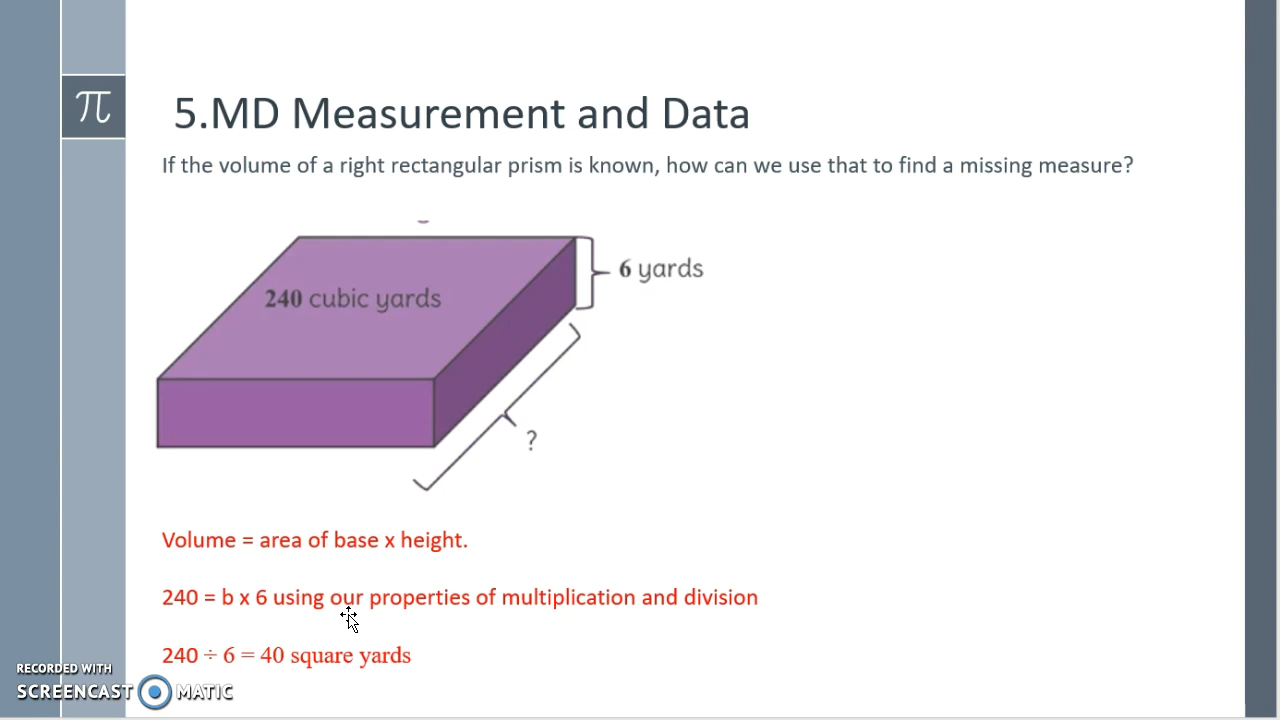 π
5.MD Measurement and Data
If the volume of a right rectangular prism is known, how can we use that to find a missing measure?
6 yards
240 cubic yards
?
Volume = area of base x height.
240 = b x 6 using our properties of multiplication and division
240 ÷ 6 = 40 square yards
RECORDED WITH
SCREENCAST MATIC